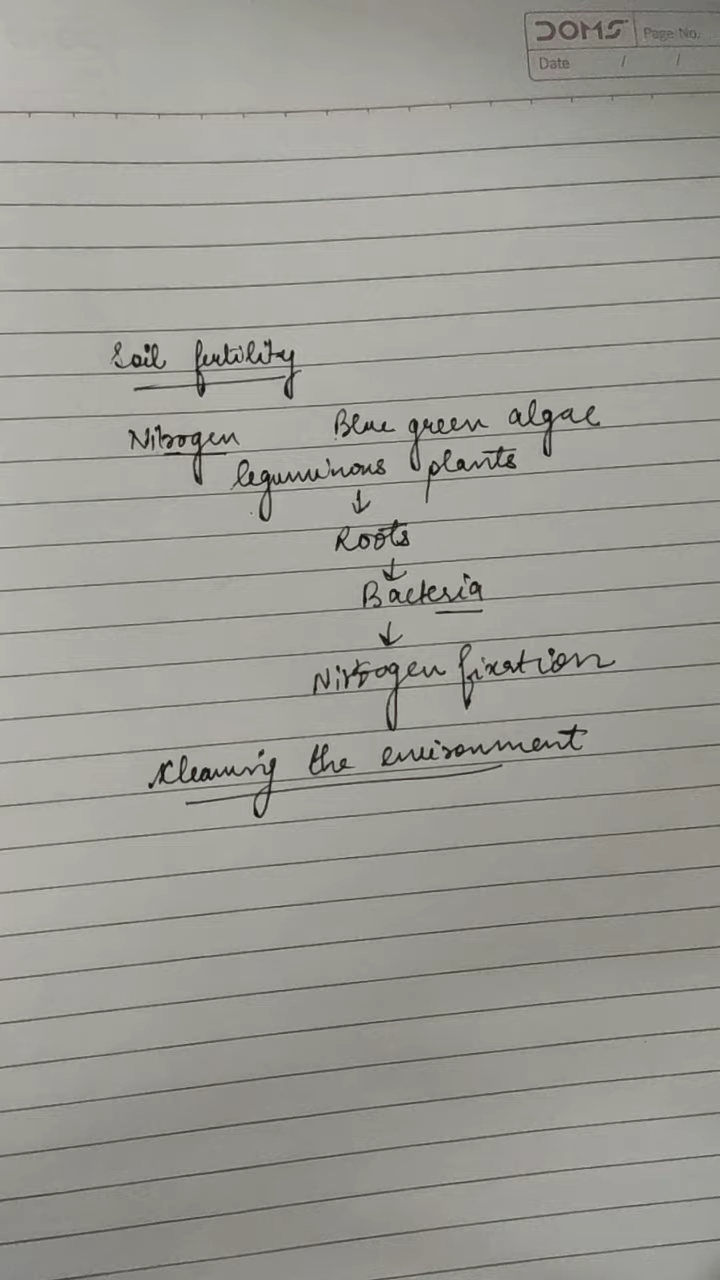 DOMS Page No.
Date / /
Soil fertility
Nitrogen Blue green algae
leguminous plants
↓
Roots
↓
Bacteria
↓
Nitrogen fixation
Cleaning the environment